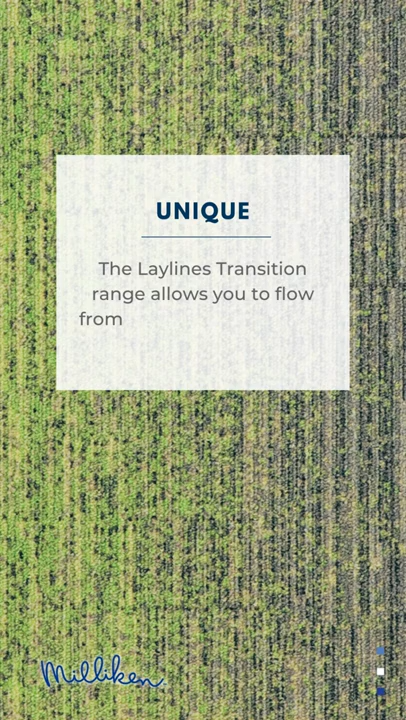 UNIQUE
The Laylines Transition
range allows you to flow
from
Milliken